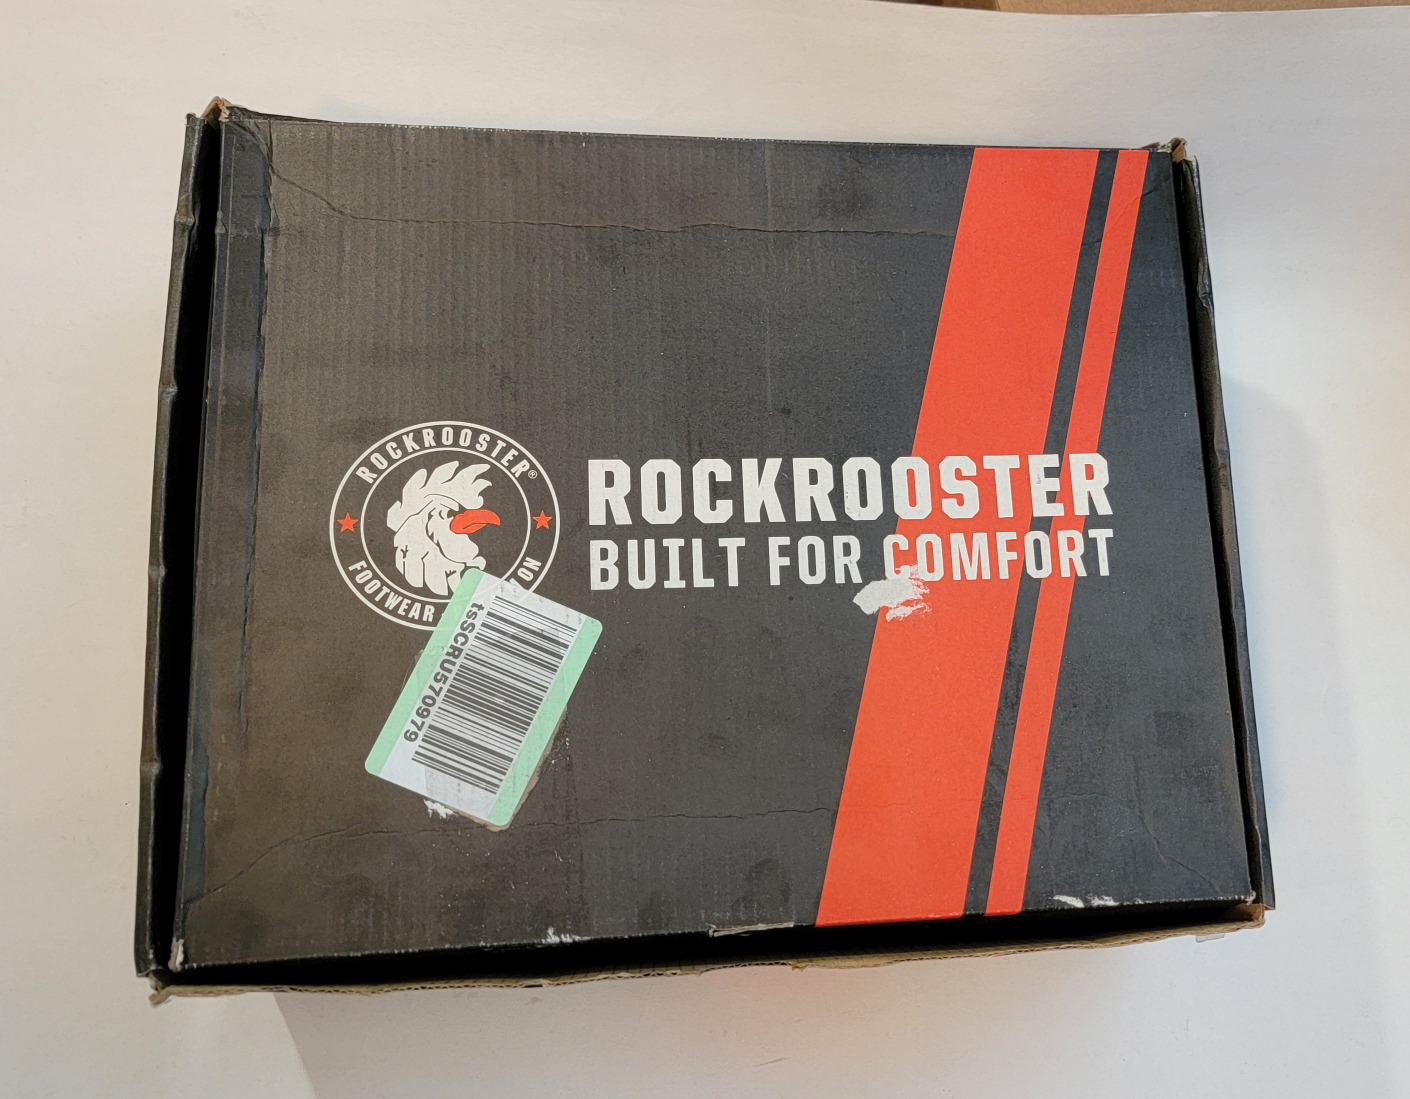 ROCKROOSTER®
FOOTWEAR
ROCKROOSTER
BUILT FOR COMFORT
tsSCRU570979